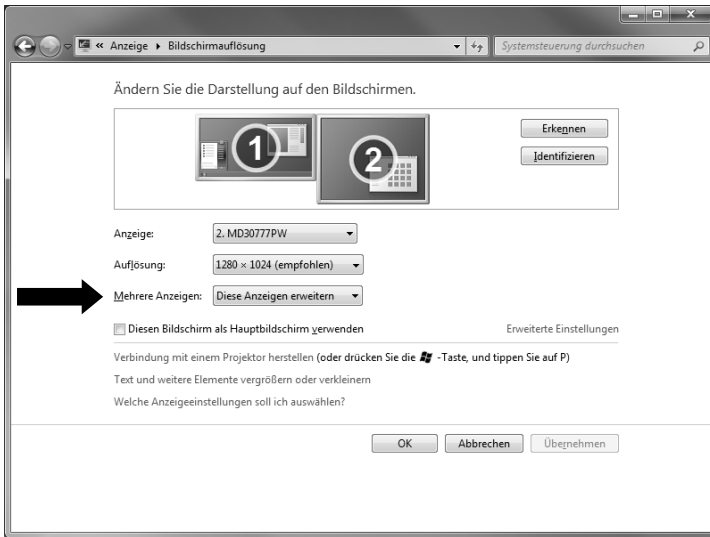 « Anzeige ▸ Bildschirmauflösung
Systemsteuerung durchsuchen
Ändern Sie die Darstellung auf den Bildschirmen.
1
2
Erkennen
Identifizieren
Anzeige: 2. MD30777PW
Auflösung: 1280 × 1024 (empfohlen)
Mehrere Anzeigen: Diese Anzeigen erweitern
Diesen Bildschirm als Hauptbildschirm verwenden
Erweiterte Einstellungen
Verbindung mit einem Projektor herstellen (oder drücken Sie die -Taste, und tippen Sie auf P)
Text und weitere Elemente vergrößern oder verkleinern
Welche Anzeigeeinstellungen soll ich auswählen?
OK Abbrechen Übernehmen